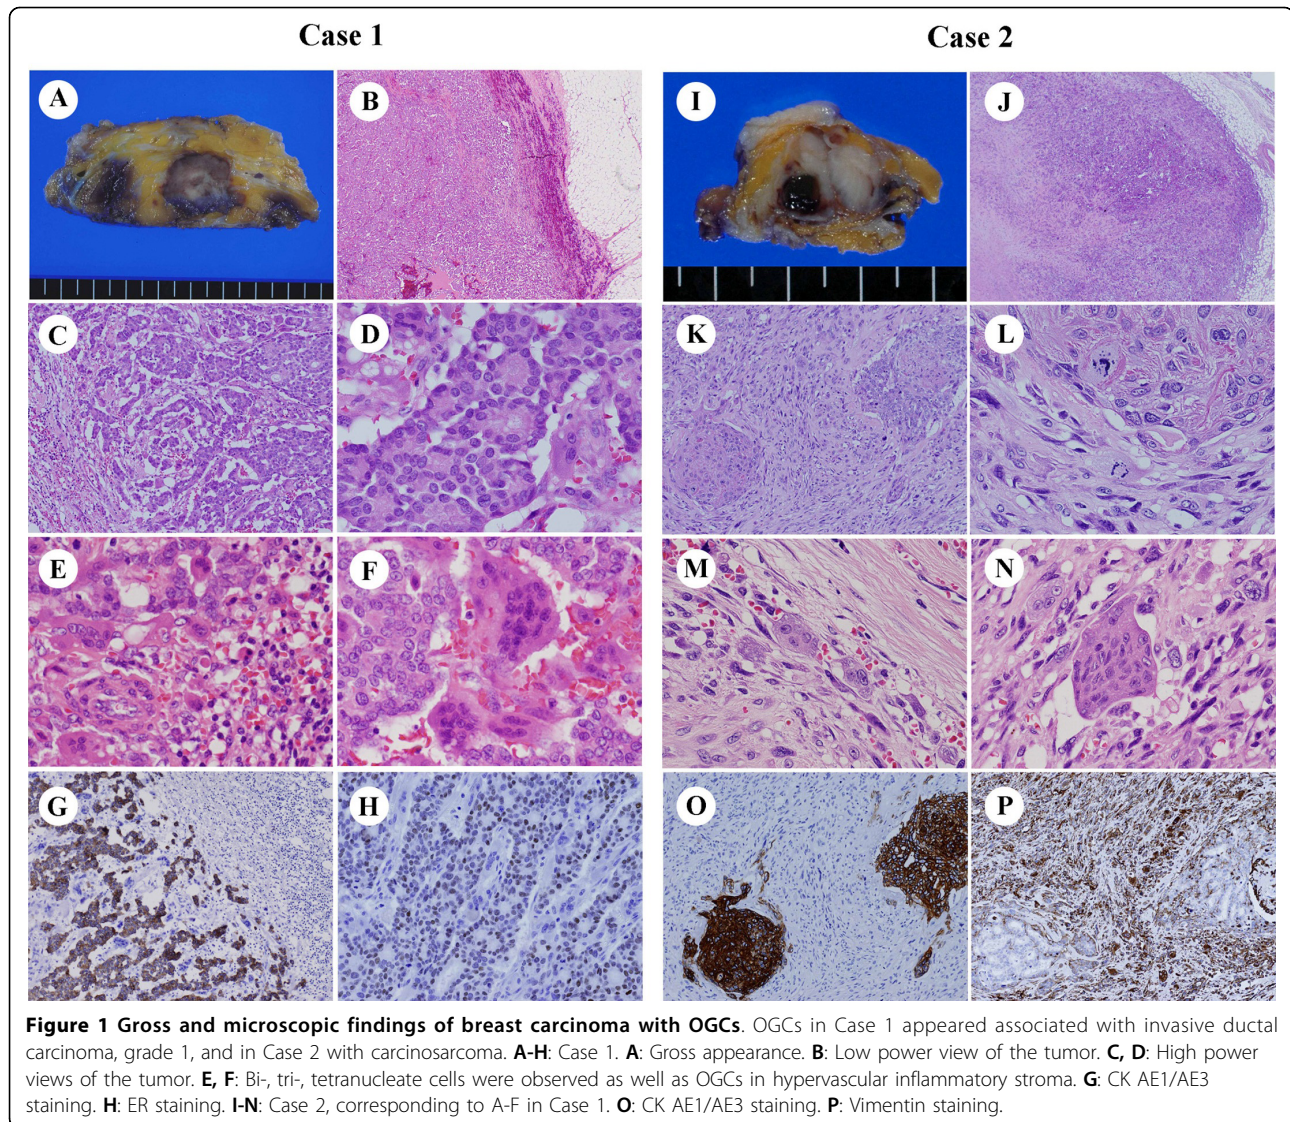 Case 1
Case 2
A
B
I
J
C
D
K
L
E
F
M
N
G
H
O
P
Figure 1 Gross and microscopic findings of breast carcinoma with OGCs. OGCs in Case 1 appeared associated with invasive ductal
carcinoma, grade 1, and in Case 2 with carcinosarcoma. A-H: Case 1. A: Gross appearance. B: Low power view of the tumor. C, D: High power
views of the tumor. E, F: Bi-, tri-, tetranucleate cells were observed as well as OGCs in hypervascular inflammatory stroma. G: CK AE1/AE3
staining. H: ER staining. I-N: Case 2, corresponding to A-F in Case 1. O: CK AE1/AE3 staining. P: Vimentin staining.